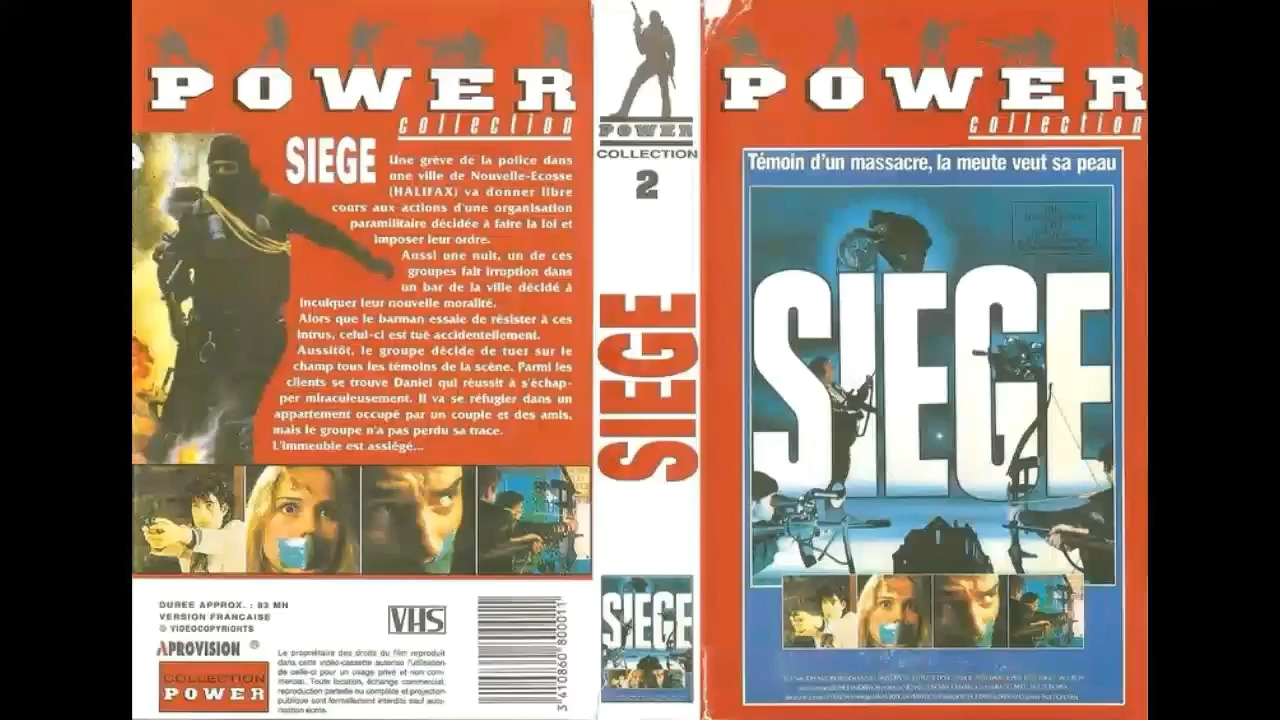 POWER
collection
SIEGE
Une grève de la police dans
une ville de Nouvelle-Ecosse
(HALIFAX) va donner libre
cours aux actions d'une organisation
paramilitaire décidée à faire la loi et
imposer leur ordre.
Aussi une nuit, un de ces
groupes fait irruption dans
un bar de la ville décidé à
inculquer leur nouvelle moralité.
Alors que le barman essaie de résister à ces
intrus, celui-ci est tué accidentellement.
Aussitôt, le groupe décide de tuer sur le
champ tous les témoins de la scène. Parmi les
clients se trouve Daniel qui réussit à s'échap-
per miraculeusement. Il va se réfugier dans un
appartement occupé par un couple et des amis,
mais le groupe n'a pas perdu sa trace.
L'immeuble est assiégé...
DUREE APPROX. : 83 MN
VERSION FRANCAISE
© VIDEOCOPYRIGHTS
APROVISION ®
COLLECTION
POWER
Le propriétaire des droits du film reproduit
dans cette vidéo-cassette autorise l'utilisation
de celle-ci pour un usage privé et non com-
mercial. Toute location, échange commercial,
reproduction partielle ou complète et projection
publique sont formellement interdits sauf auto-
risation écrite.
VHS
3 410860 800011
POWER
COLLECTION
2
SIEGE
SIEGE
POWER
collection
Témoin d'un massacre, la meute veut sa peau
SIEGE